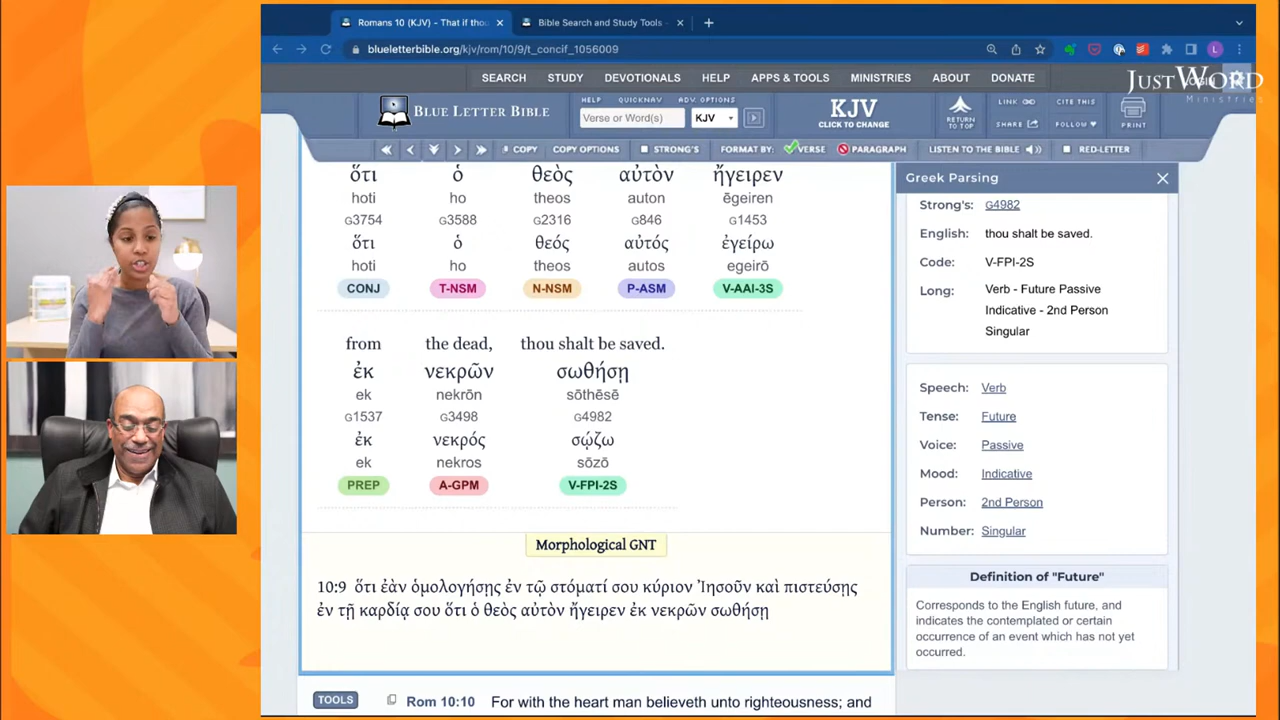 Romans 10 (KJV) - That if thou
Bible Search and Study Tools -
blueletterbible.org/kjv/rom/10/9/t_concif_1056009
L
SEARCH STUDY DEVOTIONALS HELP APPS & TOOLS MINISTRIES ABOUT DONATE
JUSTWORD
Ministries
BLUE LETTER BIBLE
HELP QUICKNAV ADV. OPTIONS
Verse or Word(s) KJV
KJV
CLICK TO CHANGE
RETURN TO TOP
LINK
SHARE
CITE THIS
FOLLOW
PRINT
COPY COPY OPTIONS STRONG'S FORMAT BY: VERSE PARAGRAPH LISTEN TO THE BIBLE RED-LETTER
ὅτι ὁ θεὸς αὐτὸν ἤγειρεν
hoti ho theos auton ēgeiren
G3754 G3588 G2316 G846 G1453
ὅτι ὁ θεός αὐτός ἐγείρω
hoti ho theos autos egeirō
CONJ T-NSM N-NSM P-ASM V-AAI-3S
from the dead, thou shalt be saved.
ἐκ νεκρῶν σωθήσῃ
ek nekrōn sōthēsē
G1537 G3498 G4982
ἐκ νεκρός σῴζω
ek nekros sōzō
PREP A-GPM V-FPI-2S
Morphological GNT
10:9 ὅτι ἐὰν ὁμολογήσῃς ἐν τῷ στόματί σου κύριον Ἰησοῦν καὶ πιστεύσῃς
ἐν τῇ καρδίᾳ σου ὅτι ὁ θεὸς αὐτὸν ἤγειρεν ἐκ νεκρῶν σωθήσῃ
TOOLS Rom 10:10 For with the heart man believeth unto righteousness; and
Greek Parsing
Strong's: G4982
English: thou shalt be saved.
Code: V-FPI-2S
Long: Verb - Future Passive
Indicative - 2nd Person
Singular
Speech: Verb
Tense: Future
Voice: Passive
Mood: Indicative
Person: 2nd Person
Number: Singular
Definition of "Future"
Corresponds to the English future, and
indicates the contemplated or certain
occurrence of an event which has not yet
occurred.